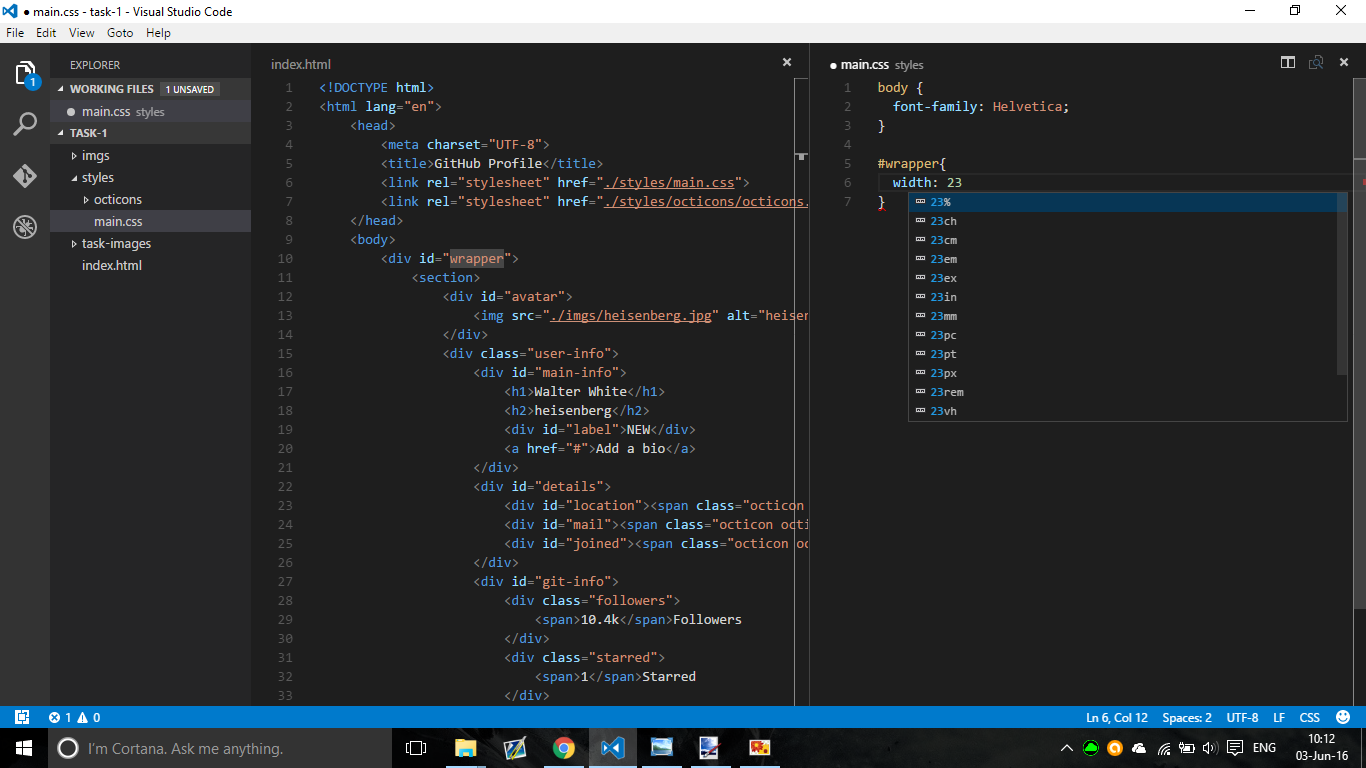 ● main.css - task-1 - Visual Studio Code
File Edit View Goto Help
EXPLORER
WORKING FILES 1 UNSAVED
main.css styles
TASK-1
imgs
styles
octicons
main.css
task-images
index.html
1
index.html
1 <!DOCTYPE html>
2 <html lang="en">
3 <head>
4 <meta charset="UTF-8">
5 <title>GitHub Profile</title>
6 <link rel="stylesheet" href="./styles/main.css">
7 <link rel="stylesheet" href="./styles/octicons/octicons.
8 </head>
9 <body>
10 <div id="wrapper">
11 <section>
12 <div id="avatar">
13 <img src="./imgs/heisenberg.jpg" alt="heisen
14 </div>
15 <div class="user-info">
16 <div id="main-info">
17 <h1>Walter White</h1>
18 <h2>heisenberg</h2>
19 <div id="label">NEW</div>
20 <a href="#">Add a bio</a>
21 </div>
22 <div id="details">
23 <div id="location"><span class="octicon
24 <div id="mail"><span class="octicon octi
25 <div id="joined"><span class="octicon oc
26 </div>
27 <div id="git-info">
28 <div class="followers">
29 <span>10.4k</span>Followers
30 </div>
31 <div class="starred">
32 <span>1</span>Starred
33 </div>
● main.css styles
1 body {
2 font-family: Helvetica;
3 }
4
5 #wrapper{
6 width: 23
7 }
23%
23ch
23cm
23em
23ex
23in
23mm
23pc
23pt
23px
23rem
23vh
1 0
Ln 6, Col 12 Spaces: 2 UTF-8 LF CSS
I'm Cortana. Ask me anything.
ENG
10:12
03-Jun-16